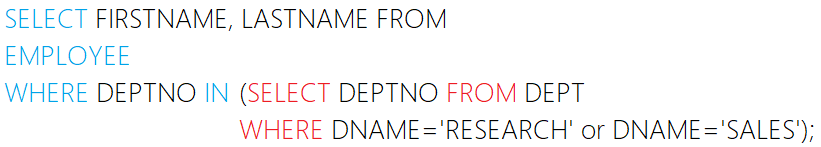 SELECT FIRSTNAME, LASTNAME FROM
EMPLOYEE
WHERE DEPTNO IN (SELECT DEPTNO FROM DEPT
WHERE DNAME='RESEARCH' or DNAME='SALES');